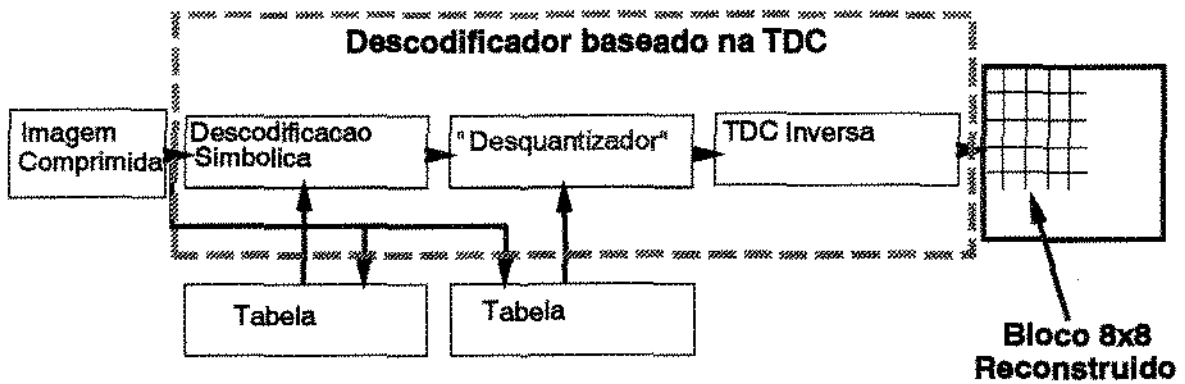 Descodificador baseado na TDC
Imagem
Comprimida
Descodificacao
Simbolica
"Desquantizador"
TDC Inversa
Tabela
Tabela
Bloco 8x8
Reconstruido